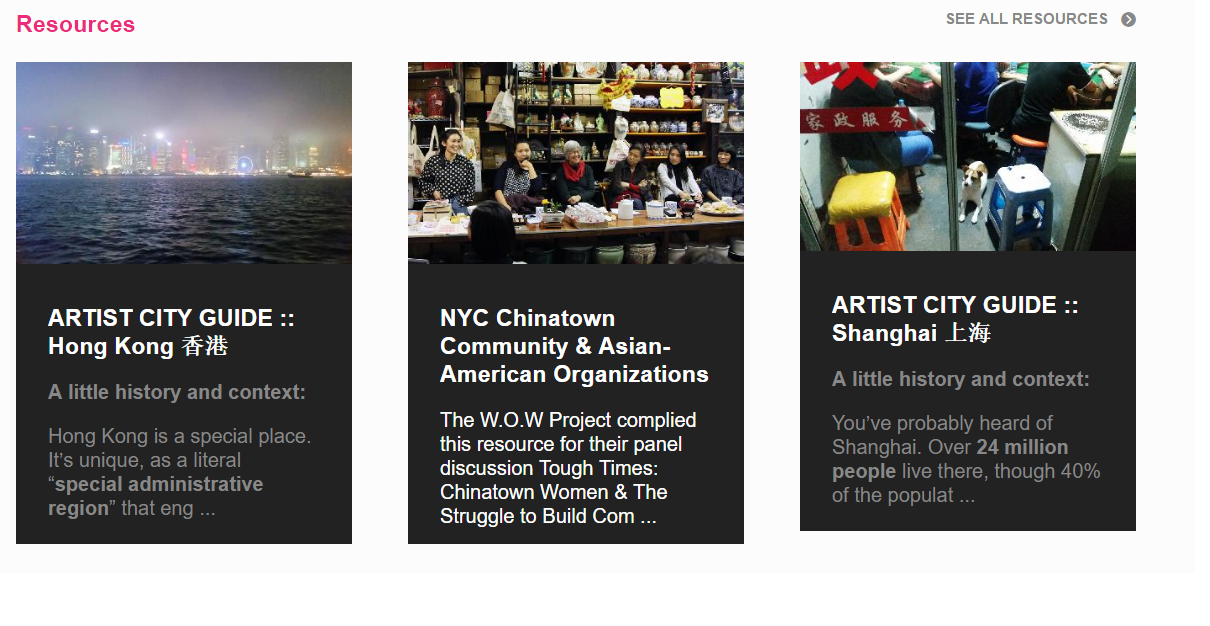 Resources
SEE ALL RESOURCES
ARTIST CITY GUIDE ::
Hong Kong 香港
A little history and context:
Hong Kong is a special place.
It’s unique, as a literal
“special administrative
region” that eng ...
NYC Chinatown
Community & Asian-
American Organizations
The W.O.W Project complied
this resource for their panel
discussion Tough Times:
Chinatown Women & The
Struggle to Build Com ...
家政服务
ARTIST CITY GUIDE ::
Shanghai 上海
A little history and context:
You’ve probably heard of
Shanghai. Over 24 million
people live there, though 40%
of the populat ...